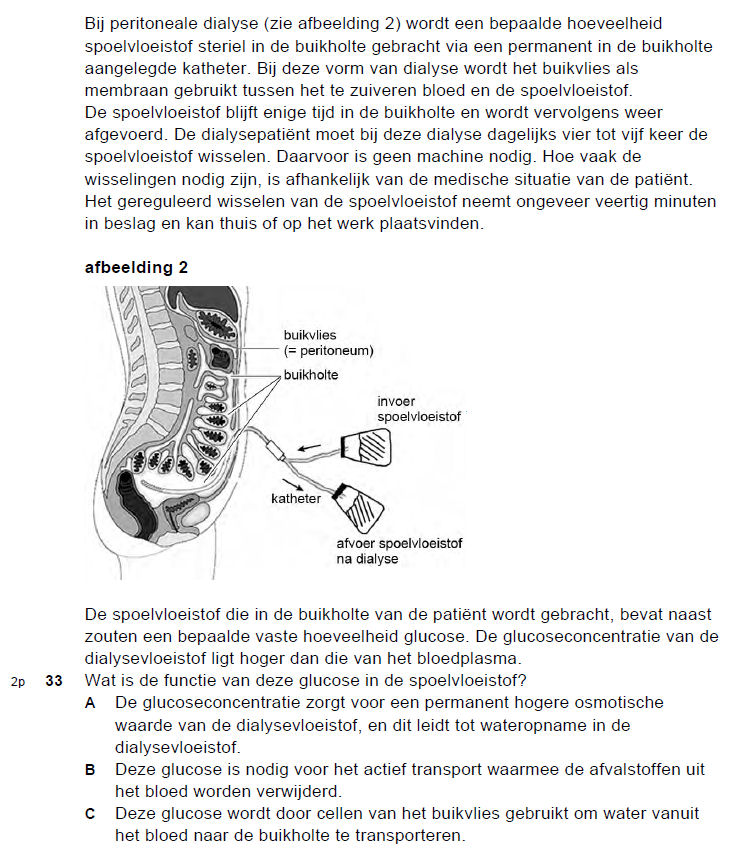 Bij peritoneale dialyse (zie afbeelding 2) wordt een bepaalde hoeveelheid
spoelvloeistof steriel in de buikholte gebracht via een permanent in de buikholte
aangelegde katheter. Bij deze vorm van dialyse wordt het buikvlies als
membraan gebruikt tussen het te zuiveren bloed en de spoelvloeistof.
De spoelvloeistof blijft enige tijd in de buikholte en wordt vervolgens weer
afgevoerd. De dialysepatiënt moet bij deze dialyse dagelijks vier tot vijf keer de
spoelvloeistof wisselen. Daarvoor is geen machine nodig. Hoe vaak de
wisselingen nodig zijn, is afhankelijk van de medische situatie van de patiënt.
Het gereguleerd wisselen van de spoelvloeistof neemt ongeveer veertig minuten
in beslag en kan thuis of op het werk plaatsvinden.
afbeelding 2
buikvlies
(= peritoneum)
buikholte
invoer
spoelvloeistof
katheter
afvoer spoelvloeistof
na dialyse
De spoelvloeistof die in de buikholte van de patiënt wordt gebracht, bevat naast
zouten een bepaalde vaste hoeveelheid glucose. De glucoseconcentratie van de
dialysevloeistof ligt hoger dan die van het bloedplasma.
2p 33 Wat is de functie van deze glucose in de spoelvloeistof?
A De glucoseconcentratie zorgt voor een permanent hogere osmotische
waarde van de dialysevloeistof, en dit leidt tot wateropname in de
dialysevloeistof.
B Deze glucose is nodig voor het actief transport waarmee de afvalstoffen uit
het bloed worden verwijderd.
C Deze glucose wordt door cellen van het buikvlies gebruikt om water vanuit
het bloed naar de buikholte te transporteren.